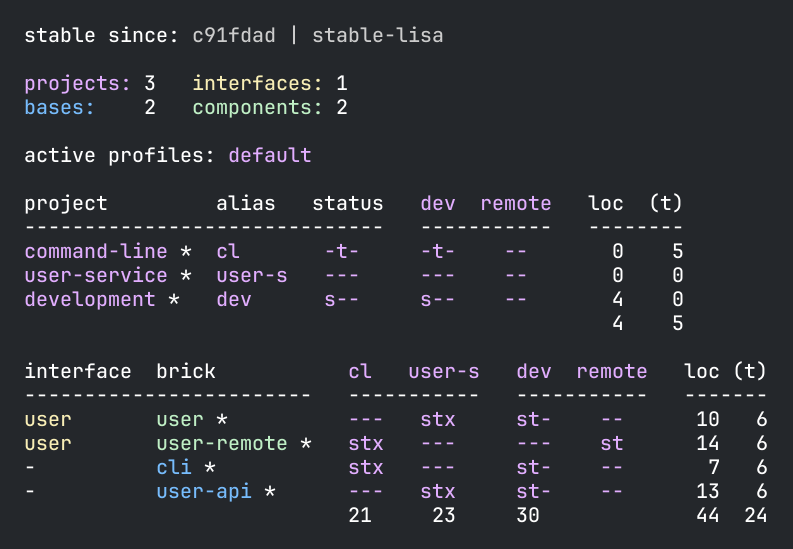 stable since: c91fdad | stable-lisa
projects: 3   interfaces: 1
bases:    2   components: 2
active profiles: default
project         alias   status   dev  remote   loc  (t)
------------------------------   -----------   --------
command-line *  cl       -t-     -t-    --       0    5
user-service *  user-s   ---     ---    --       0    0
development *   dev      s--     s--    --       4    0
                                                 4    5
interface  brick           cl   user-s   dev  remote   loc (t)
------------------------   -----------   -----------   -------
user       user *          ---   stx     st-    --      10   6
user       user-remote *   stx   ---     ---    st      14   6
-          cli *           stx   ---     st-    --       7   6
-          user-api *      ---   stx     st-    --      13   6
                           21     23     30             44  24